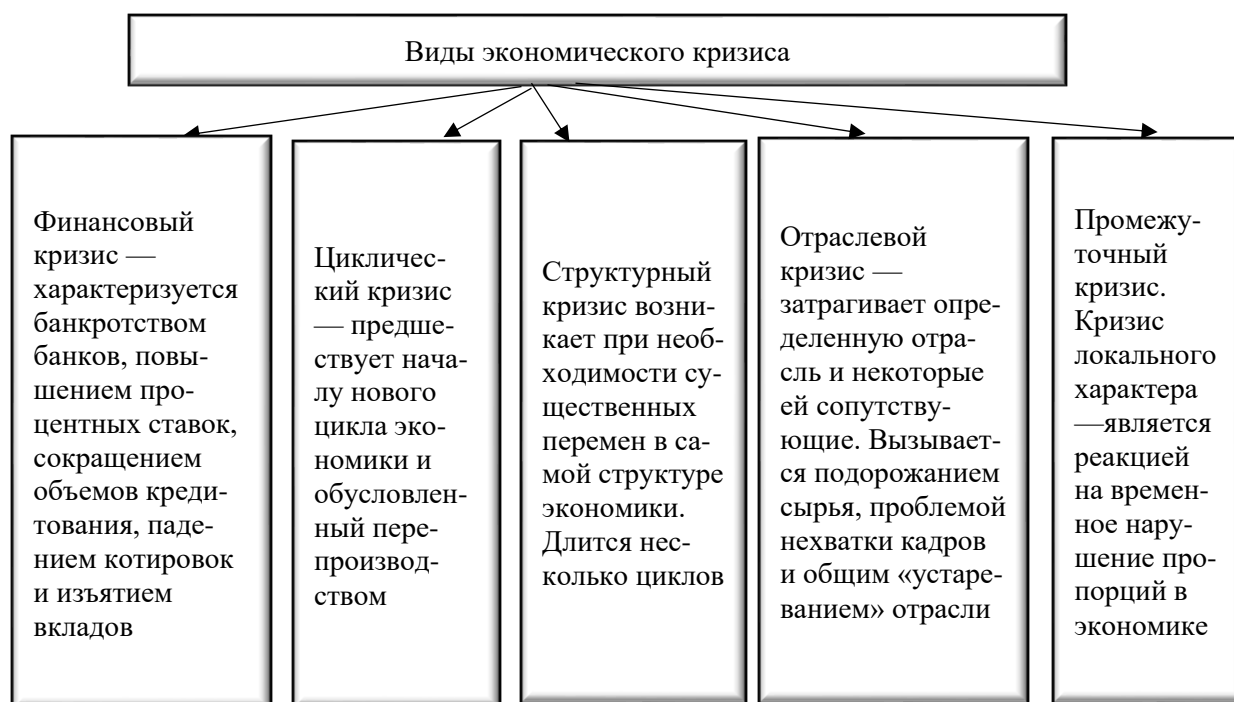 Виды экономического кризиса
Финансовый
кризис —
характеризуется
банкротством
банков, повы-
шением про-
центных ставок,
сокращением
объемов креди-
тования, паде-
нием котировок
и изъятием
вкладов
Цикличес-
кий кризис
— предше-
ствует нача-
лу нового
цикла эко-
номики и
обусловлен-
ный пере-
производ-
ством
Структурный
кризис возни-
кает при необ-
ходимости су-
щественных
перемен в са-
мой структуре
экономики.
Длится нес-
колько циклов
Отраслевой
кризис —
затрагивает опре-
деленную отра-
сль и некоторые
ей сопутству-
ющие. Вызывает-
ся подорожанием
сырья, проблемой
нехватки кадров
и общим «устаре-
ванием» отрасли
Промежу-
точный
кризис.
Кризис
локального
характера
—является
реакцией
на времен-
ное нару-
шение про-
порций в
экономике